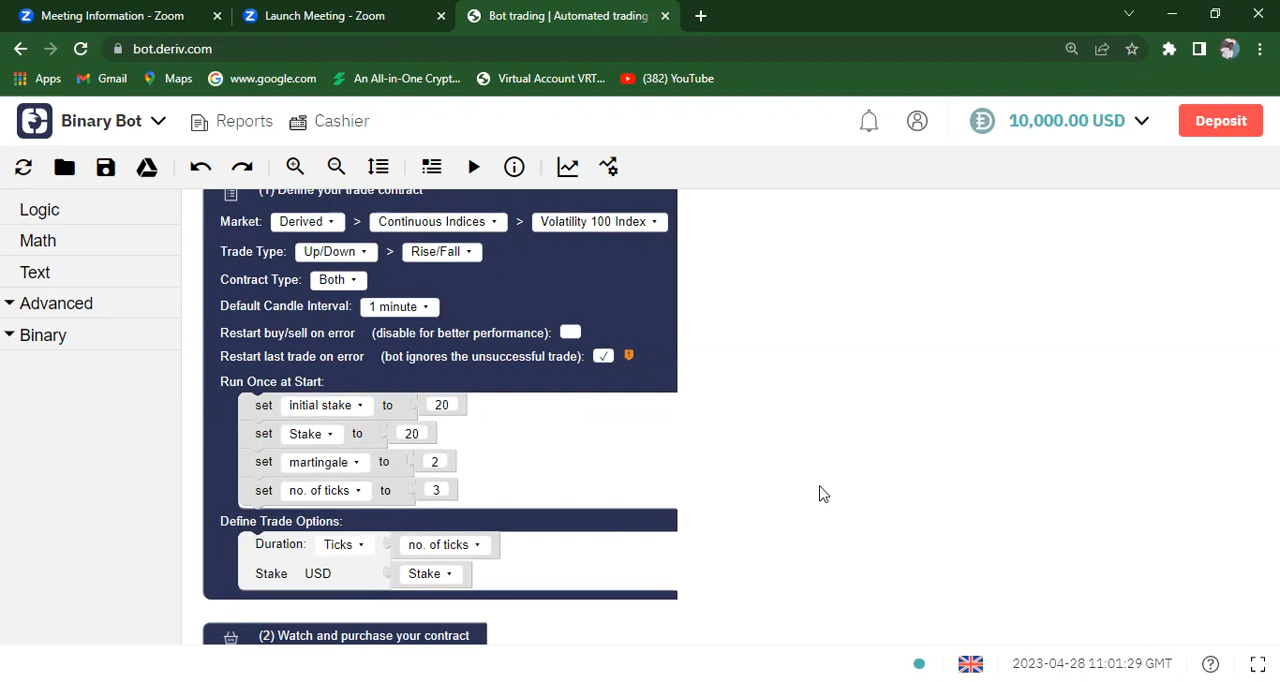 Meeting Information - Zoom
Launch Meeting - Zoom
Bot trading | Automated trading
bot.deriv.com
Apps
Gmail
Maps
www.google.com
An All-in-One Crypt...
Virtual Account VRT...
(382) YouTube
Binary Bot
Reports
Cashier
10,000.00 USD
Deposit
Logic
Math
Text
Advanced
Binary
(1) Define your trade contract
Market: Derived > Continuous Indices > Volatility 100 Index
Trade Type: Up/Down > Rise/Fall
Contract Type: Both
Default Candle Interval: 1 minute
Restart buy/sell on error (disable for better performance):
Restart last trade on error (bot ignores the unsuccessful trade):
Run Once at Start:
set initial stake to 20
set Stake to 20
set martingale to 2
set no. of ticks to 3
Define Trade Options:
Duration: Ticks no. of ticks
Stake USD Stake
(2) Watch and purchase your contract
2023-04-28 11:01:29 GMT